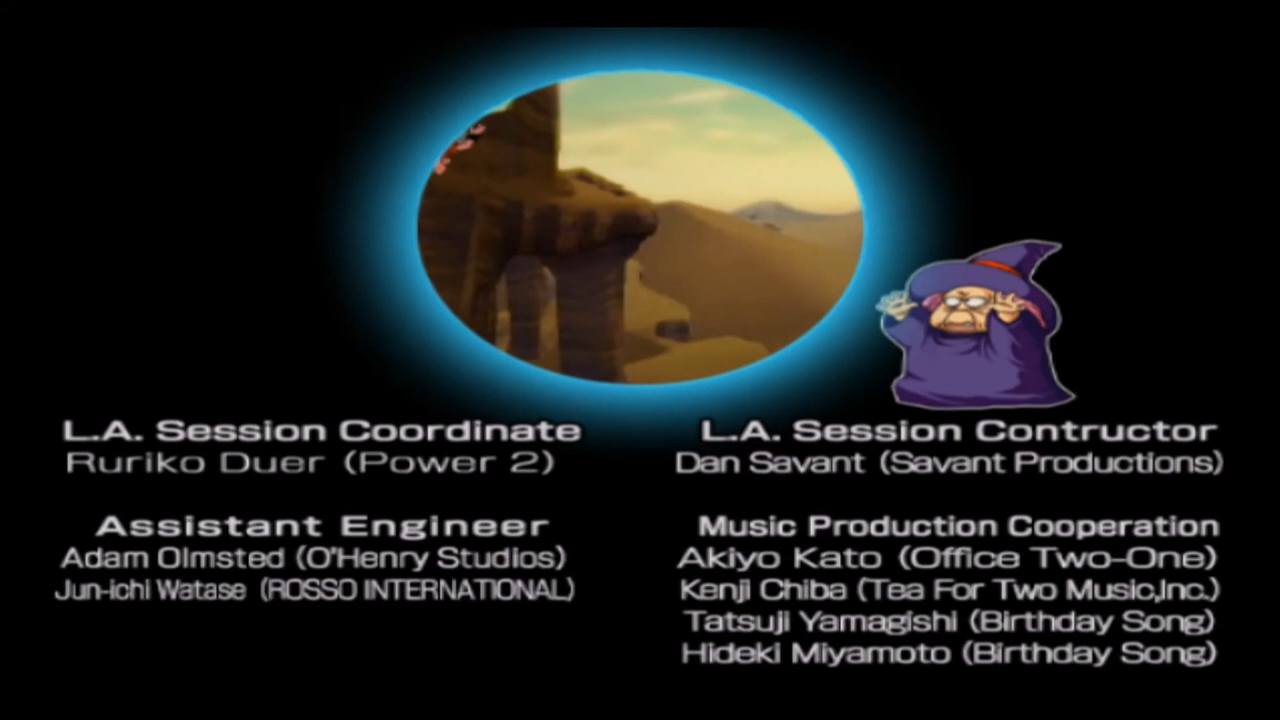 L.A. Session Coordinate
Ruriko Duer (Power 2)
Assistant Engineer
Adam Olmsted (O'Henry Studios)
Jun-ichi Watase (ROSSO INTERNATIONAL)
L.A. Session Contructor
Dan Savant (Savant Productions)
Music Production Cooperation
Akiyo Kato (Office Two-One)
Kenji Chiba (Tea For Two Music,Inc.)
Tatsuji Yamagishi (Birthday Song)
Hideki Miyamoto (Birthday Song)